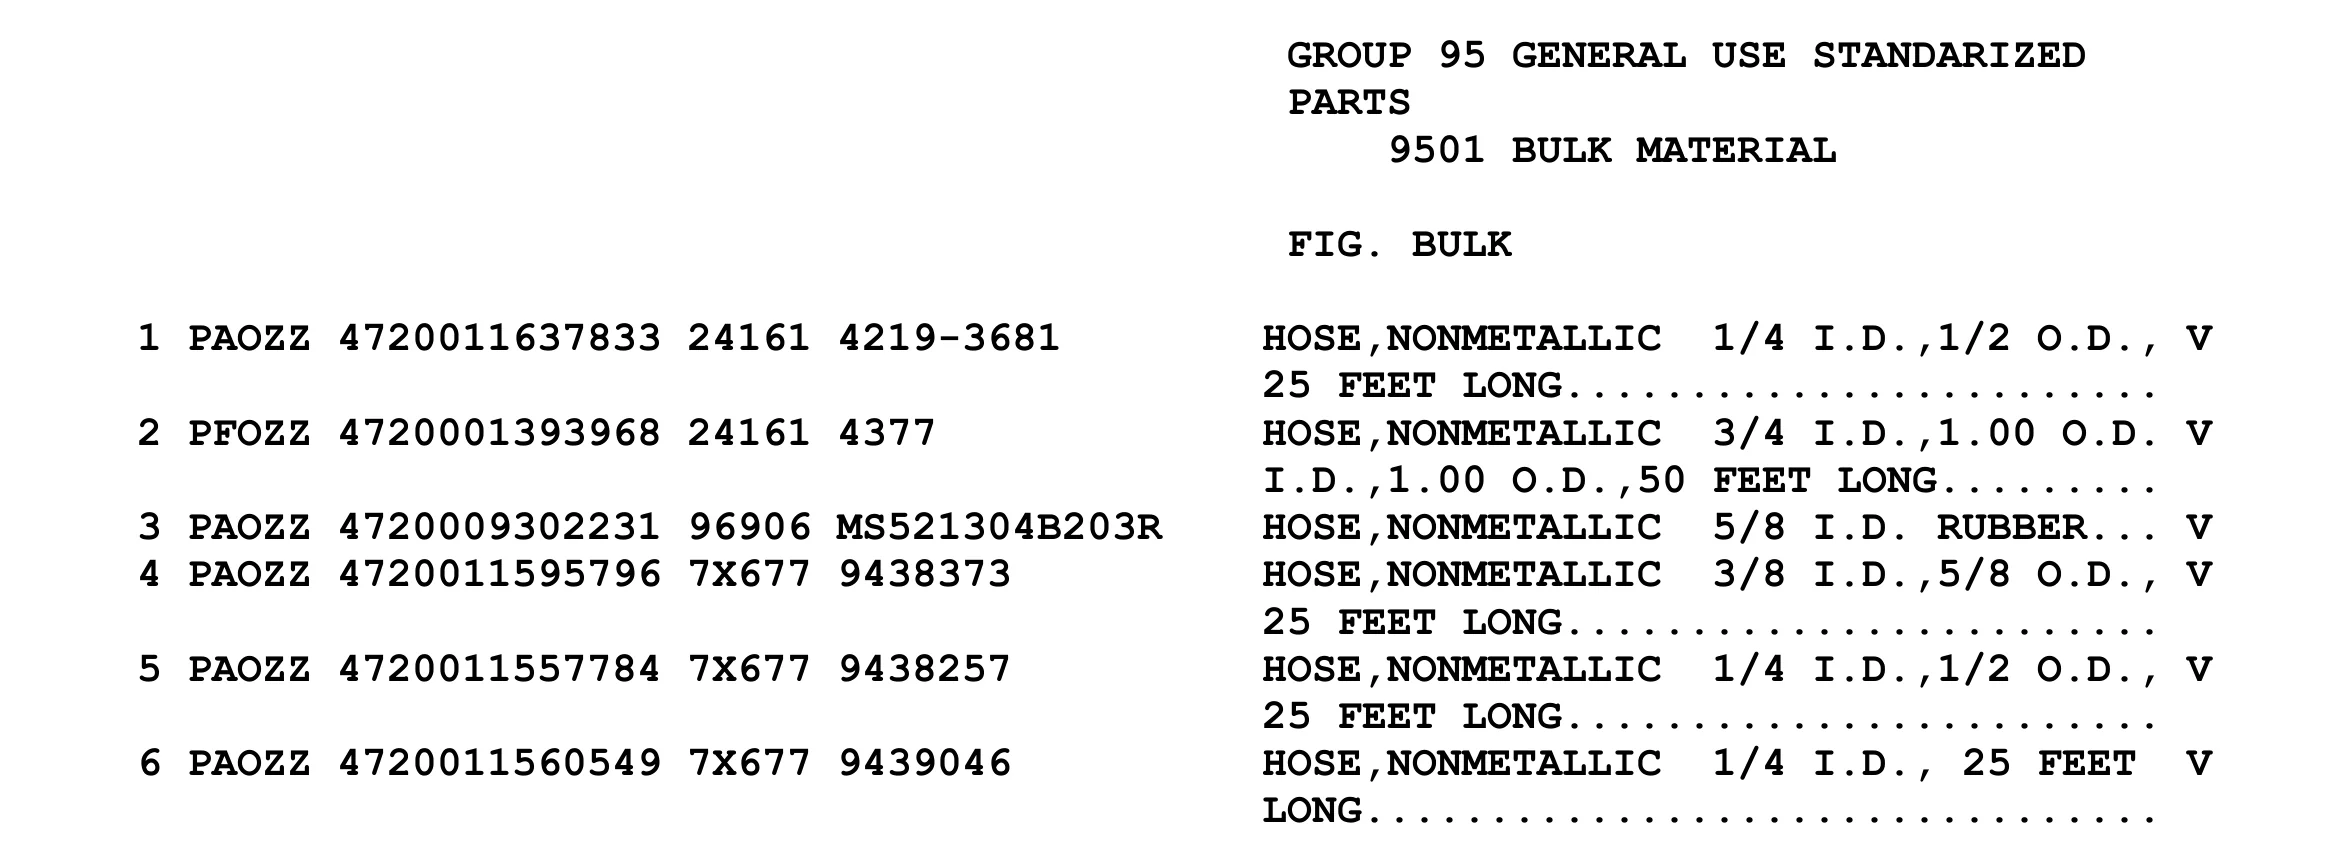 GROUP 95 GENERAL USE STANDARIZED
PARTS
9501 BULK MATERIAL
FIG. BULK
1 PAOZZ 4720011637833 24161 4219-3681 HOSE,NONMETALLIC 1/4 I.D.,1/2 O.D., V
25 FEET LONG........................
2 PFOZZ 4720001393968 24161 4377 HOSE,NONMETALLIC 3/4 I.D.,1.00 O.D. V
I.D.,1.00 O.D.,50 FEET LONG.........
3 PAOZZ 4720009302231 96906 MS521304B203R HOSE,NONMETALLIC 5/8 I.D. RUBBER... V
4 PAOZZ 4720011595796 7X677 9438373 HOSE,NONMETALLIC 3/8 I.D.,5/8 O.D., V
25 FEET LONG........................
5 PAOZZ 4720011557784 7X677 9438257 HOSE,NONMETALLIC 1/4 I.D.,1/2 O.D., V
25 FEET LONG........................
6 PAOZZ 4720011560549 7X677 9439046 HOSE,NONMETALLIC 1/4 I.D., 25 FEET V
LONG................................